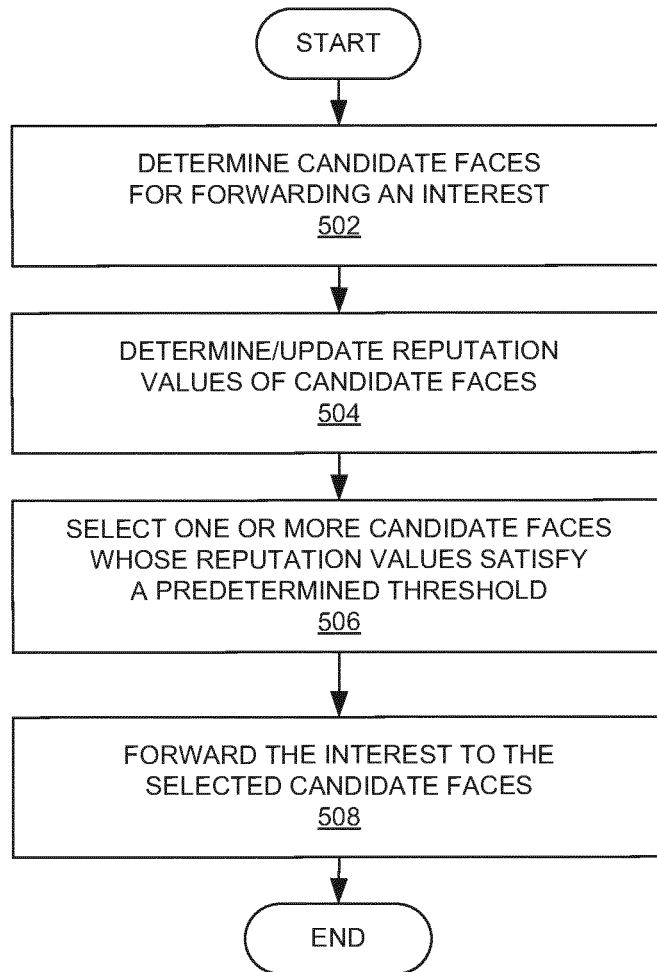 START
DETERMINE CANDIDATE FACES
FOR FORWARDING AN INTEREST
502
DETERMINE/UPDATE REPUTATION
VALUES OF CANDIDATE FACES
504
SELECT ONE OR MORE CANDIDATE FACES
WHOSE REPUTATION VALUES SATISFY
A PREDETERMINED THRESHOLD
506
FORWARD THE INTEREST TO THE
SELECTED CANDIDATE FACES
508
END